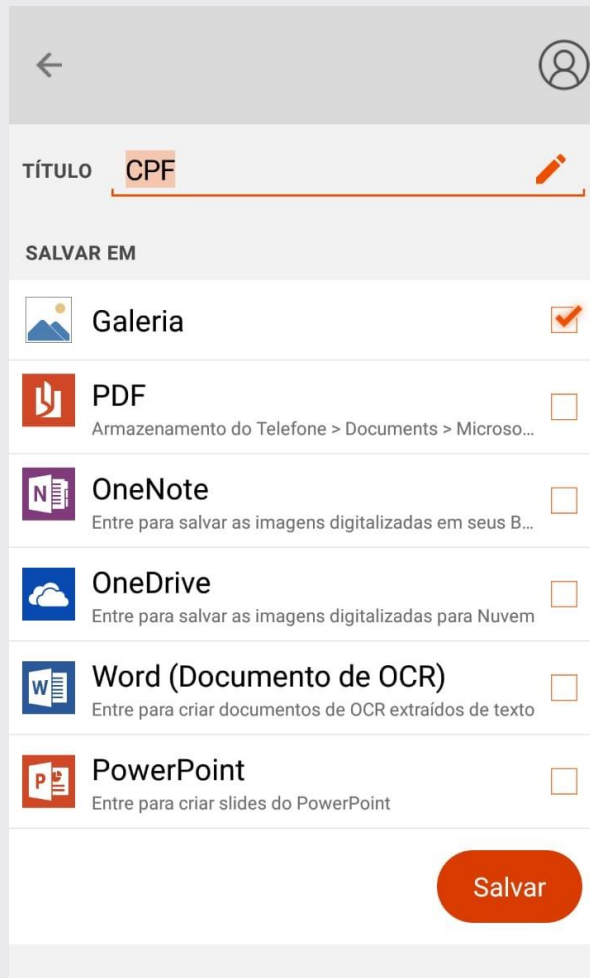 TÍTULO CPF
SALVAR EM
Galeria
PDF
Armazenamento do Telefone > Documents > Microso...
OneNote
Entre para salvar as imagens digitalizadas em seus B...
OneDrive
Entre para salvar as imagens digitalizadas para Nuvem
Word (Documento de OCR)
Entre para criar documentos de OCR extraídos de texto
PowerPoint
Entre para criar slides do PowerPoint
Salvar